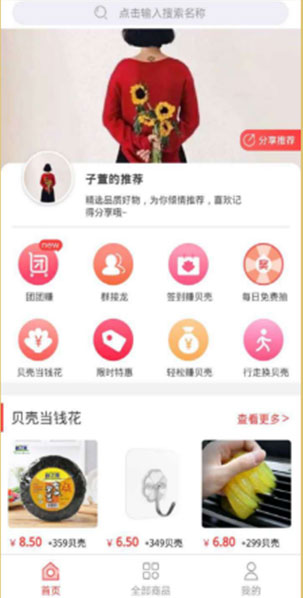 点击输入搜索名称
分享推荐
子萱的推荐
精选品质好物，为你倾情推荐，喜欢记
得分享哦~
new
团
奖
团团赚
群接龙
签到赚贝壳
每日免费抽
¥
¥
贝壳当钱花
限时特惠
轻松赚贝壳
行走换贝壳
贝壳当钱花
查看更多>
¥ 8.50 +359贝壳
¥ 6.50 +349贝壳
¥ 6.80 +299贝壳
首页
全部商品
我的